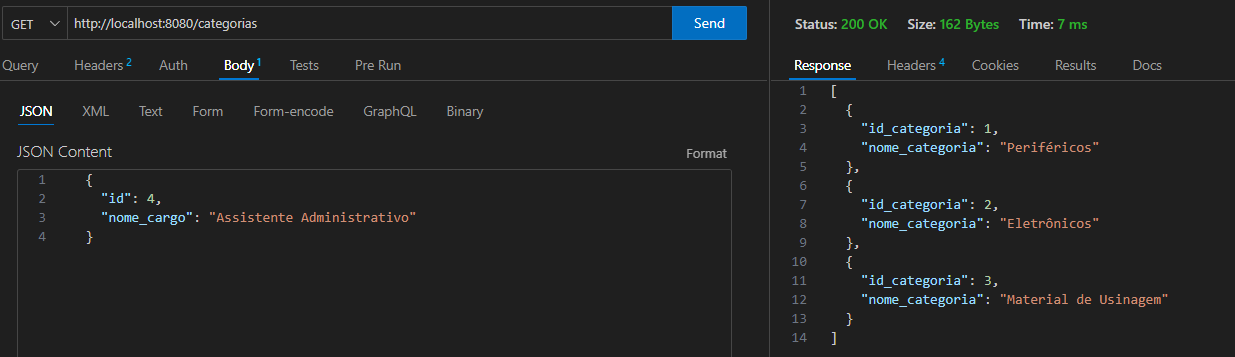 GET http://localhost:8080/categorias Send
Query Headers 2 Auth Body 1 Tests Pre Run
JSON XML Text Form Form-encode GraphQL Binary
JSON Content Format
1 {
2 "id": 4,
3 "nome_cargo": "Assistente Administrativo"
4 }
Status: 200 OK Size: 162 Bytes Time: 7 ms
Response Headers 4 Cookies Results Docs
1 [
2 {
3 "id_categoria": 1,
4 "nome_categoria": "Periféricos"
5 },
6 {
7 "id_categoria": 2,
8 "nome_categoria": "Eletrônicos"
9 },
10 {
11 "id_categoria": 3,
12 "nome_categoria": "Material de Usinagem"
13 }
14 ]